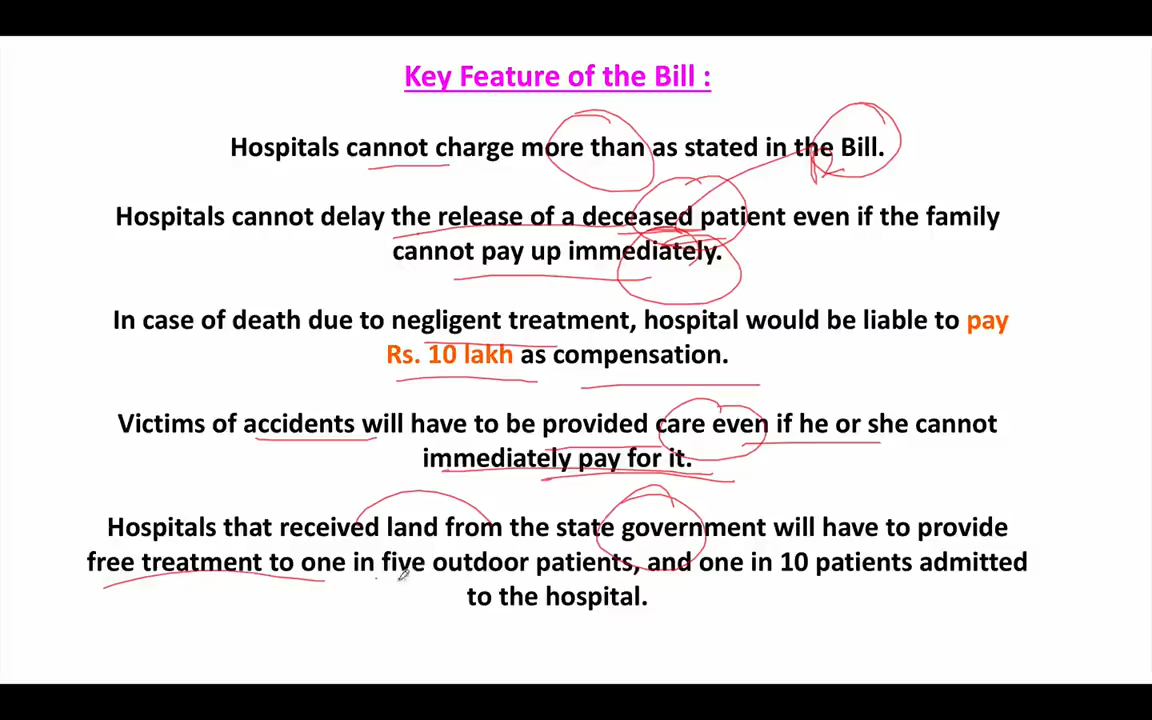 Key Feature of the Bill :
Hospitals cannot charge more than as stated in the Bill.
Hospitals cannot delay the release of a deceased patient even if the family
cannot pay up immediately.
In case of death due to negligent treatment, hospital would be liable to pay
Rs. 10 lakh as compensation.
Victims of accidents will have to be provided care even if he or she cannot
immediately pay for it.
Hospitals that received land from the state government will have to provide
free treatment to one in five outdoor patients, and one in 10 patients admitted
to the hospital.